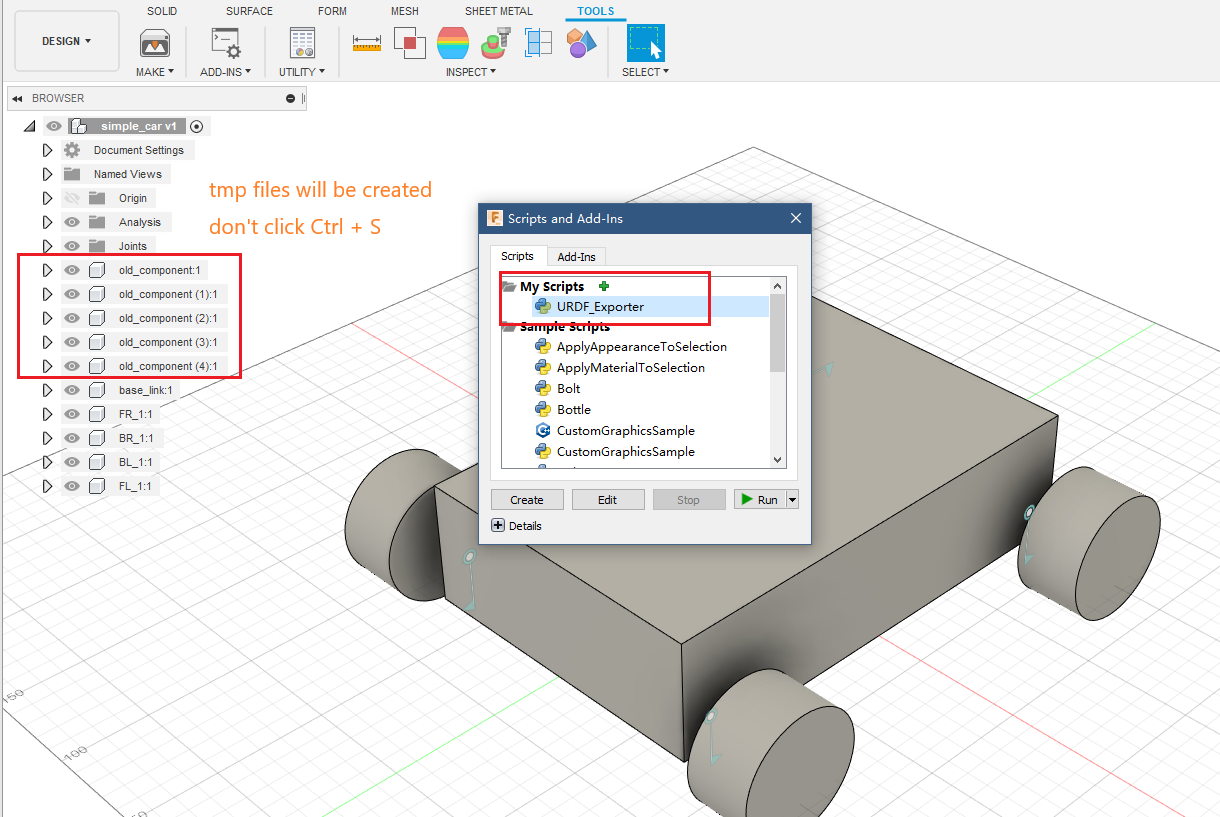 SOLID SURFACE FORM MESH SHEET METAL TOOLS
DESIGN
MAKE ADD-INS UTILITY INSPECT SELECT
BROWSER
simple_car v1
Document Settings
Named Views
Origin
Analysis
Joints
old_component:1
old_component (1):1
old_component (2):1
old_component (3):1
old_component (4):1
base_link:1
FR_1:1
BR_1:1
BL_1:1
FL_1:1
tmp files will be created
don't click Ctrl + S
Scripts and Add-Ins
Scripts Add-Ins
My Scripts
URDF_Exporter
Sample Scripts
ApplyAppearanceToSelection
ApplyMaterialToSelection
Bolt
Bottle
CustomGraphicsSample
CustomGraphicsSample
Create Edit Stop Run
Details
150
100